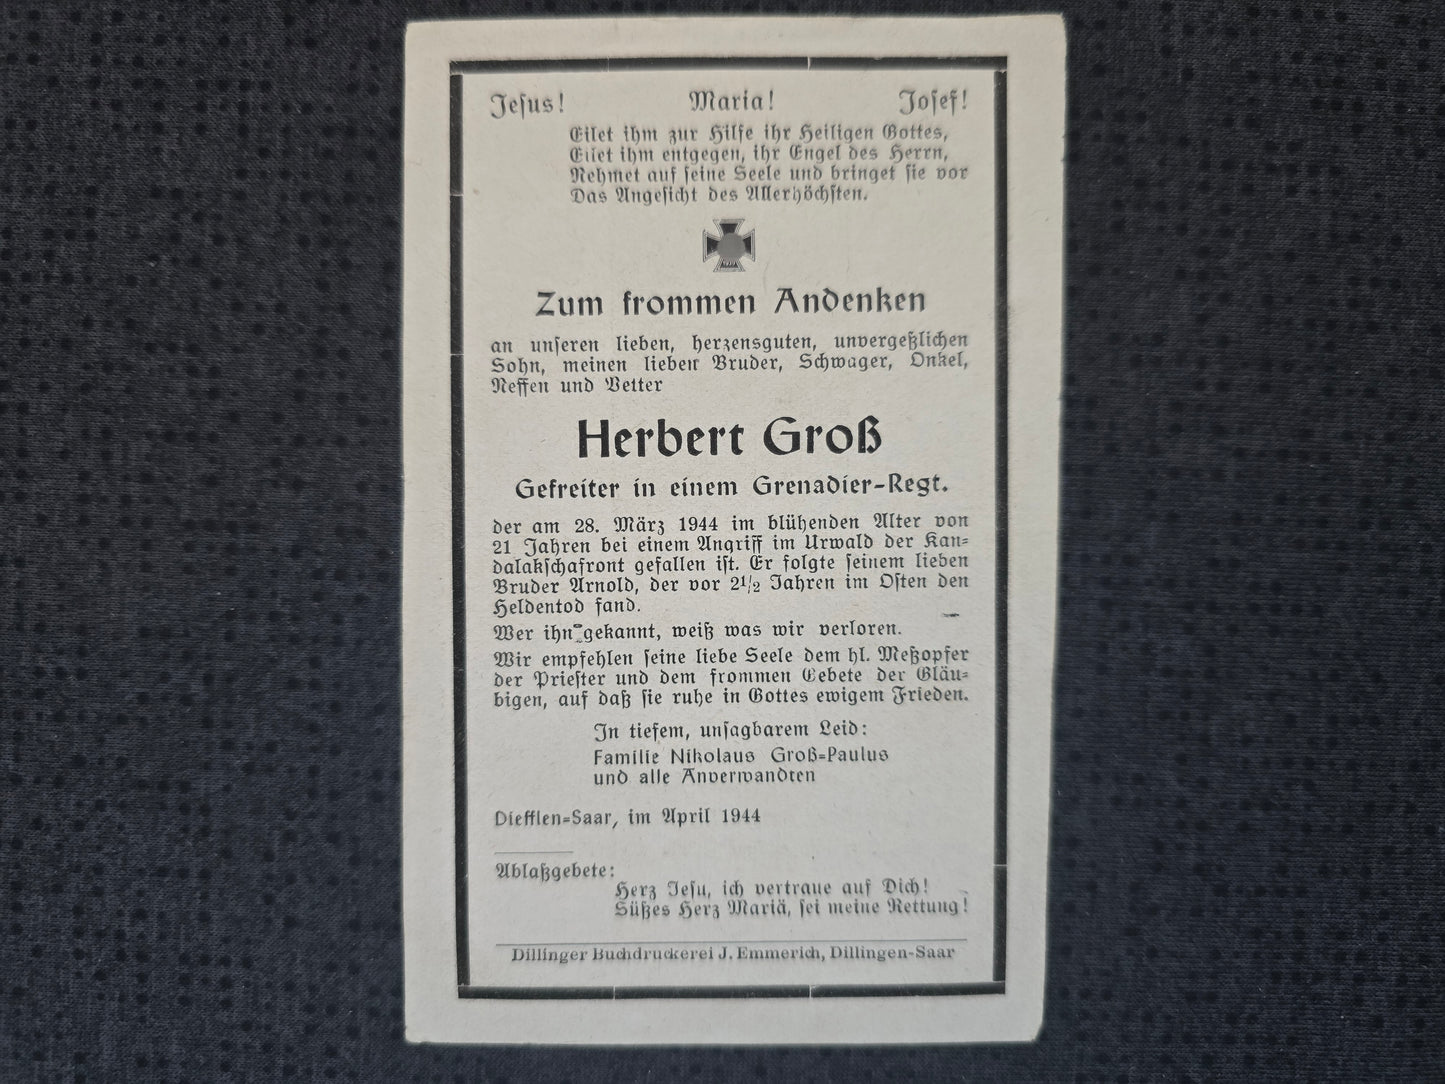 Jesus! Maria! Josef!
Eilet ihm zur Hilfe ihr Heiligen Gottes,
Eilet ihm entgegen, ihr Engel des Herrn,
Nehmet auf seine Seele und bringet sie vor
Das Angesicht des Allerhöchsten.
Zum frommen Andenken
an unseren lieben, herzensguten, unvergeßlichen
Sohn, meinen lieben Bruder, Schwager, Onkel,
Neffen und Vetter
Herbert Groß
Gefreiter in einem Grenadier-Regt.
der am 28. März 1944 im blühenden Alter von
21 Jahren bei einem Angriff im Urwald der Kan-
dalakschafront gefallen ist. Er folgte seinem lieben
Bruder Arnold, der vor 2½ Jahren im Osten den
Heldentod fand.
Wer ihn gekannt, weiß was wir verloren.
Wir empfehlen seine liebe Seele dem hl. Meßopfer
der Priester und dem frommen Gebete der Gläu-
bigen, auf daß sie ruhe in Gottes ewigem Frieden.
In tiefem, unsagbarem Leid:
Familie Nikolaus Groß-Paulus
und alle Anverwandten
Diefflen-Saar, im April 1944
Ablaßgebete:
Herz Jesu, ich vertraue auf Dich!
Süßes Herz Mariä, sei meine Rettung!
Dillinger Buchdruckerei J. Emmerich, Dillingen-Saar